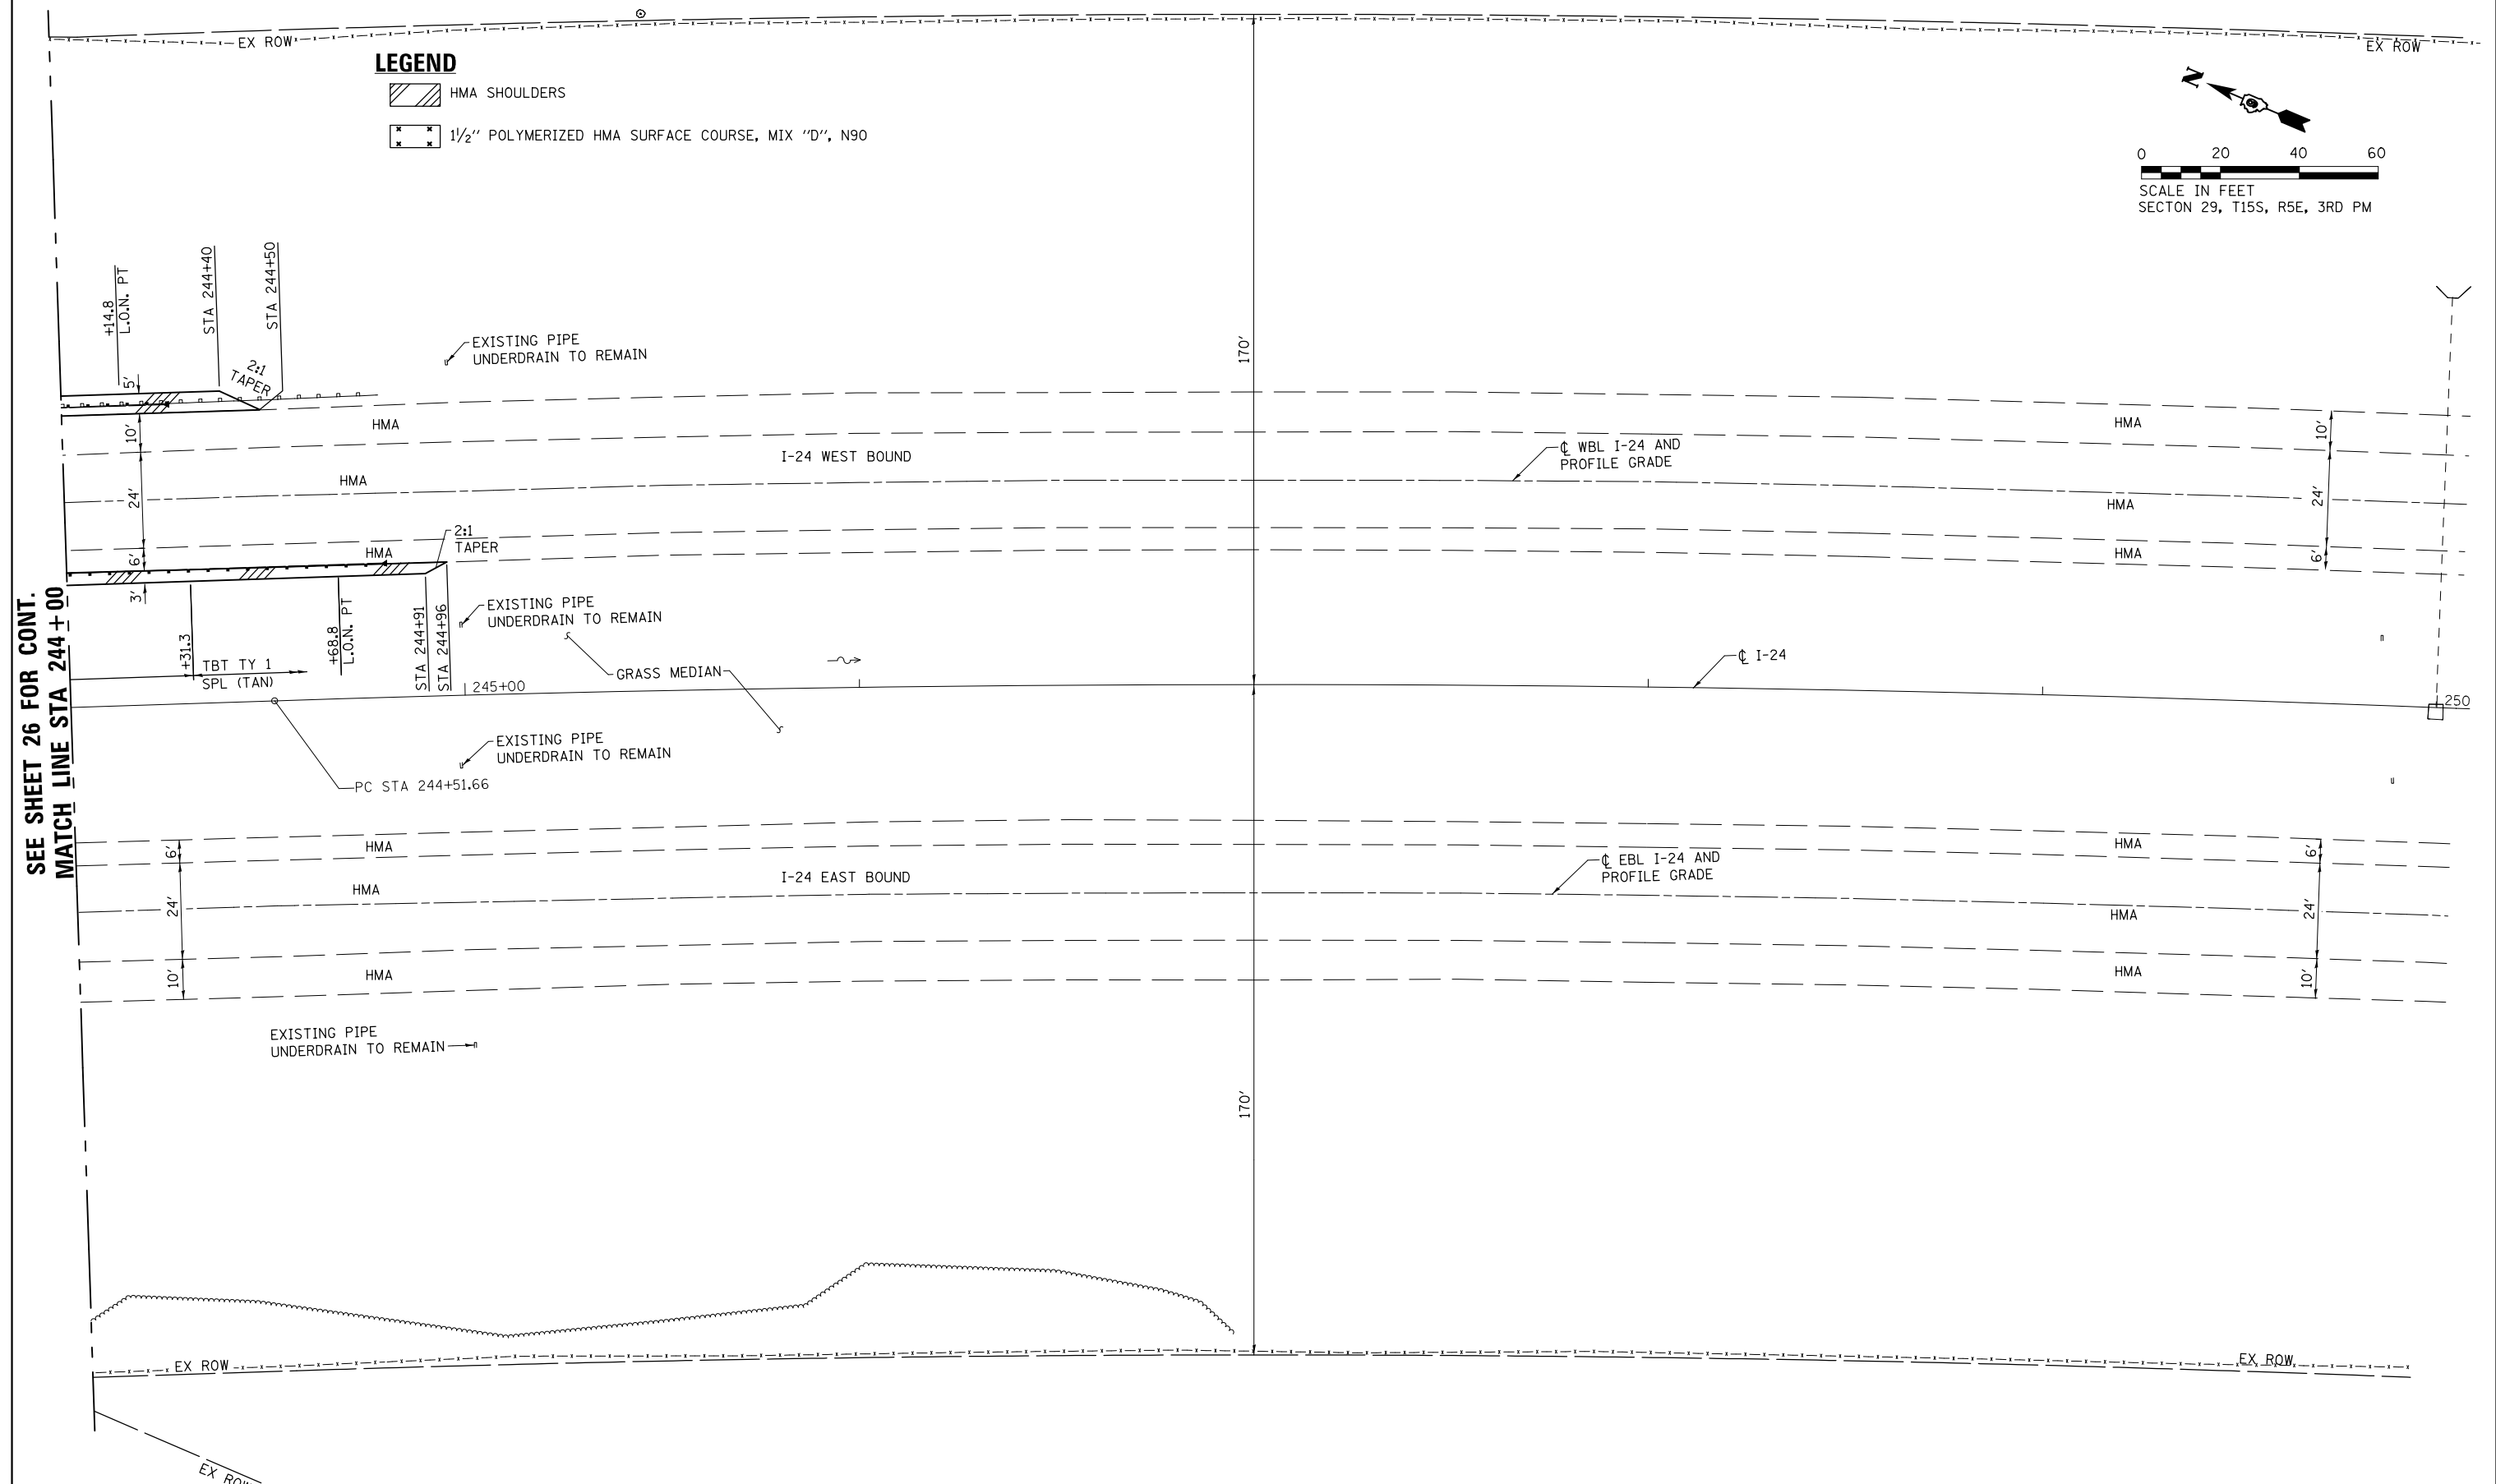 EX ROW
EX ROW
LEGEND
HMA SHOULDERS
1½" POLYMERIZED HMA SURFACE COURSE, MIX "D", N90
N
0 20 40 60
SCALE IN FEET
SECTON 29, T15S, R5E, 3RD PM
+14.8
L.O.N. PT
STA 244+40
STA 244+50
2:1
TAPER
EXISTING PIPE
UNDERDRAIN TO REMAIN
170'
5'
10'
HMA
HMA
10'
I-24 WEST BOUND
℄ WBL I-24 AND
PROFILE GRADE
24'
HMA
HMA
24'
2:1
TAPER
6'
HMA
HMA
6'
3'
SEE SHEET 26 FOR CONT.
MATCH LINE STA 244+00
+31.3
TBT TY 1
SPL (TAN)
+68.8
L.O.N. PT
STA 244+91
STA 244+96
EXISTING PIPE
UNDERDRAIN TO REMAIN
GRASS MEDIAN
245+00
℄ I-24
250
EXISTING PIPE
UNDERDRAIN TO REMAIN
PC STA 244+51.66
6'
HMA
HMA
6'
℄ EBL I-24 AND
PROFILE GRADE
I-24 EAST BOUND
24'
HMA
HMA
24'
10'
HMA
HMA
10'
EXISTING PIPE
UNDERDRAIN TO REMAIN
170'
EX ROW
EX ROW
EX ROW